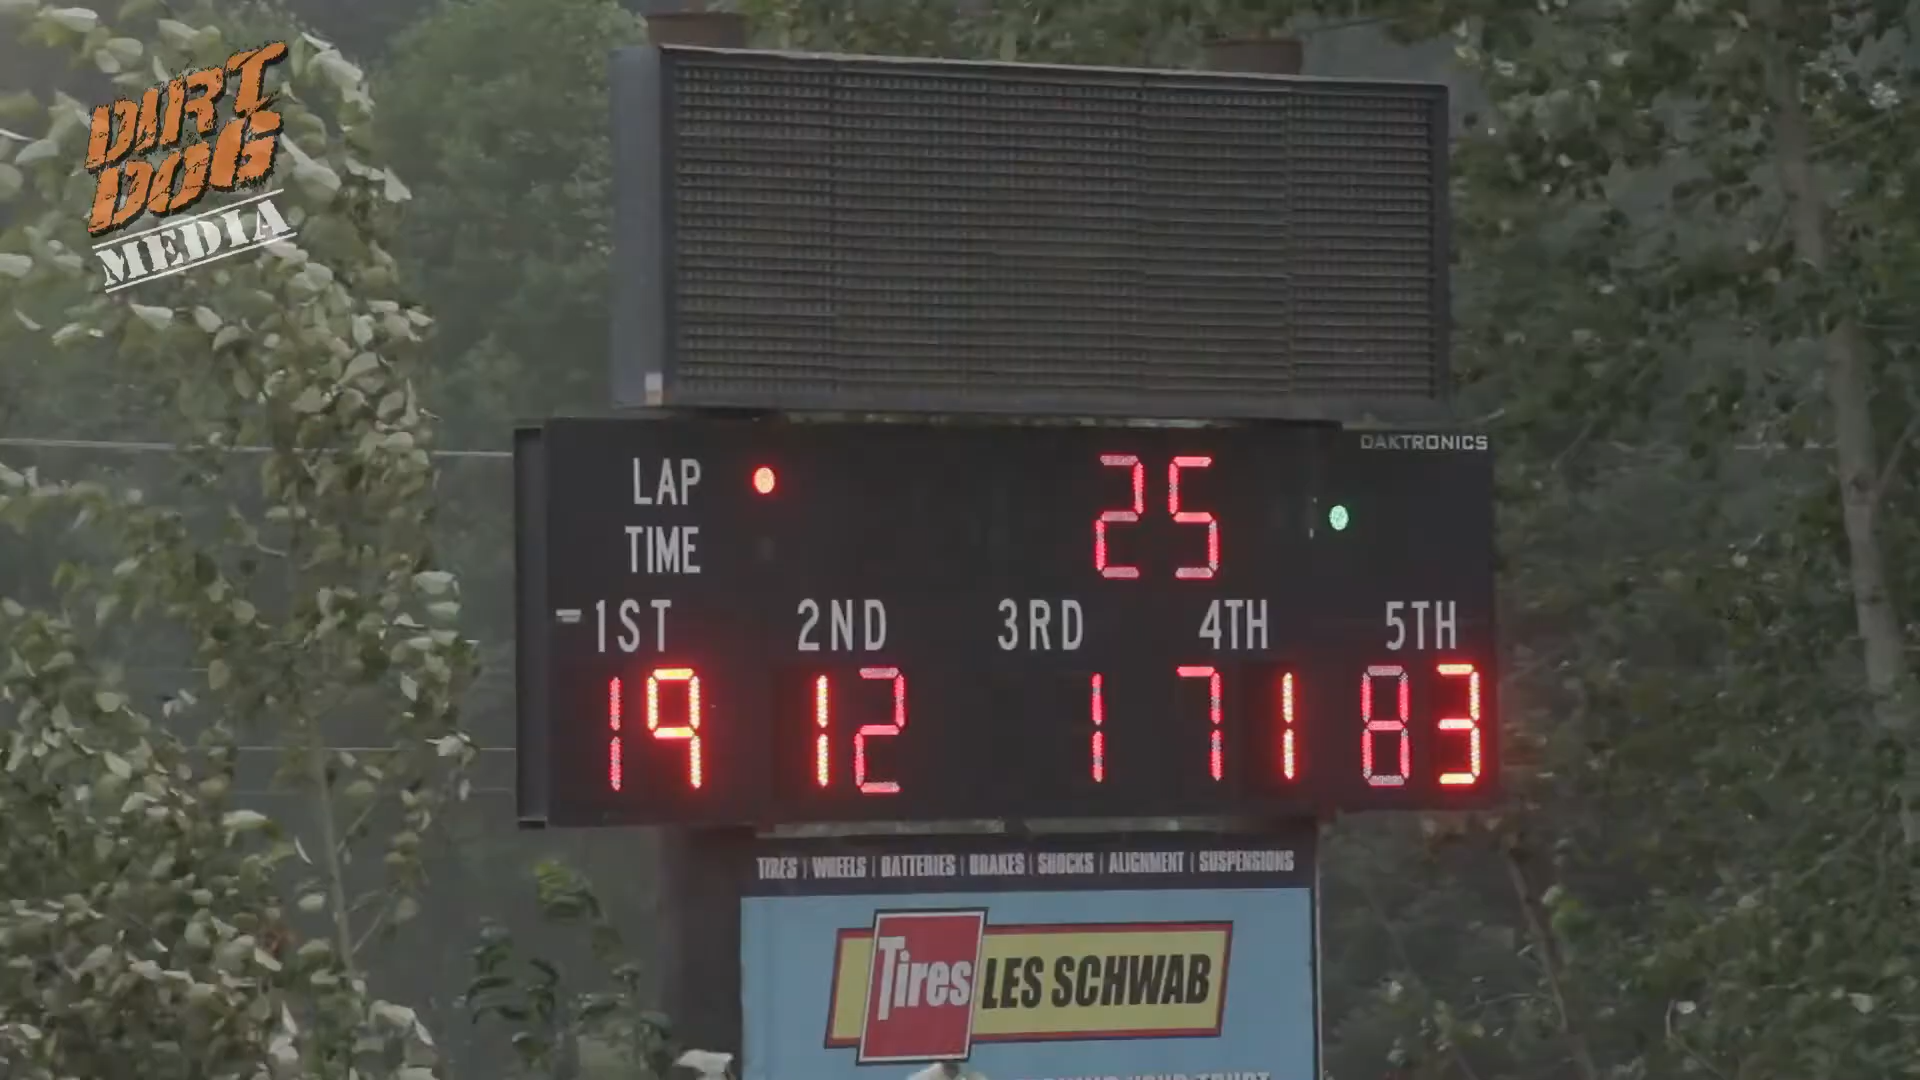 DIRT
DOG
MEDIA
DAKTRONICS
LAP 25
TIME
1ST 2ND 3RD 4TH 5TH
19 12 1 71 83
TIRES | WHEELS | BATTERIES | BRAKES | SHOCKS | ALIGNMENT | SUSPENSIONS
Tires LES SCHWAB